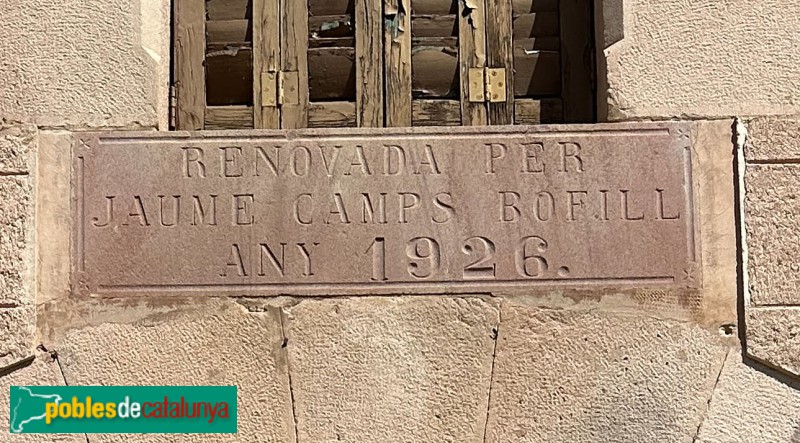 RENOVADA PER
JAUME CAMPS BOFILL
ANY 1926.
poblesdecatalunya